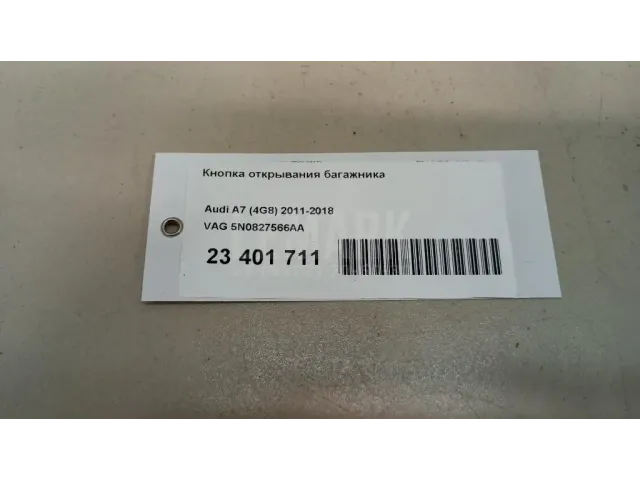 Кнопка открывания багажника
Audi A7 (4G8) 2011-2018
VAG 5N0827566AA
23 401 711